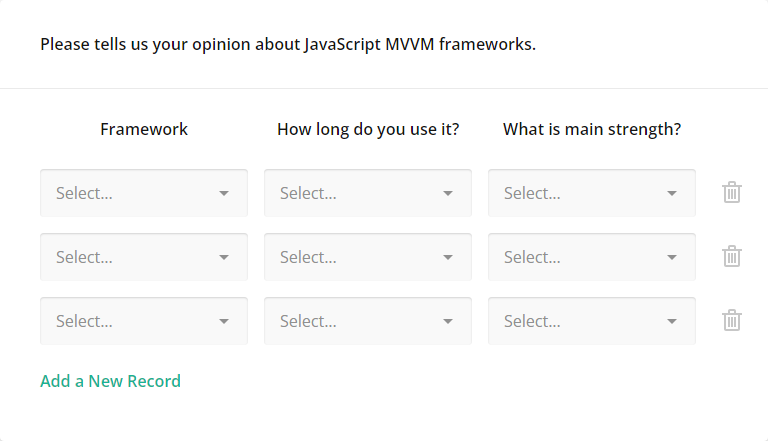 Please tells us your opinion about JavaScript MVVM frameworks.
Framework How long do you use it? What is main strength?
Select... Select... Select...
Select... Select... Select...
Select... Select... Select...
Add a New Record